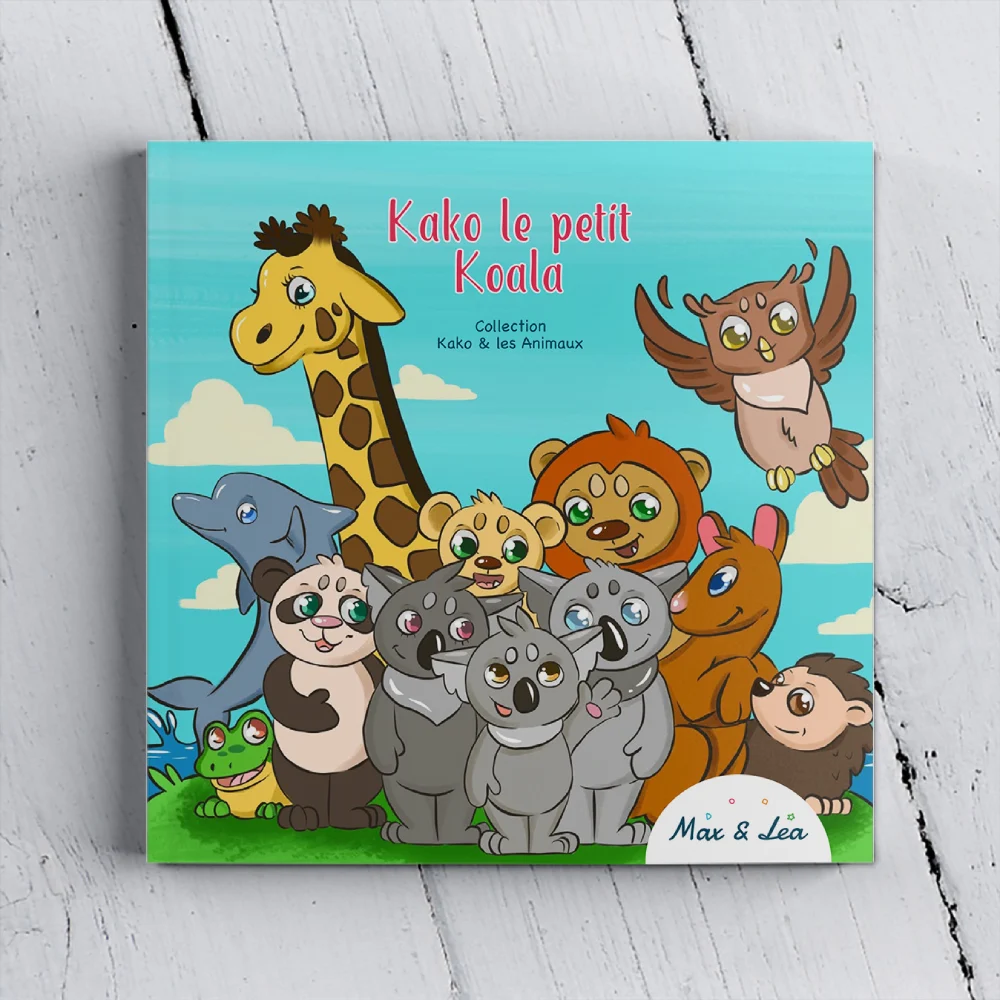 Kako le petit
Koala
Collection
Kako & les Animaux
Max & Lea